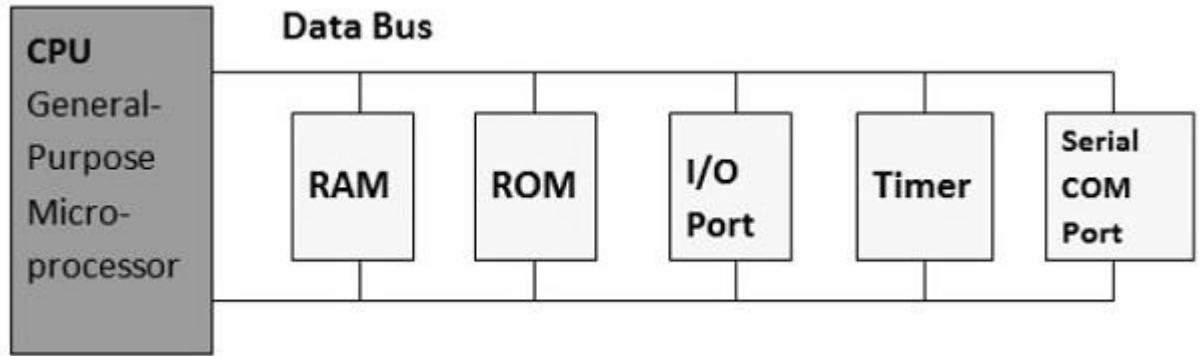 Data Bus
CPU
General-
Purpose
Micro-
processor
RAM
ROM
I/O
Port
Timer
Serial
COM
Port